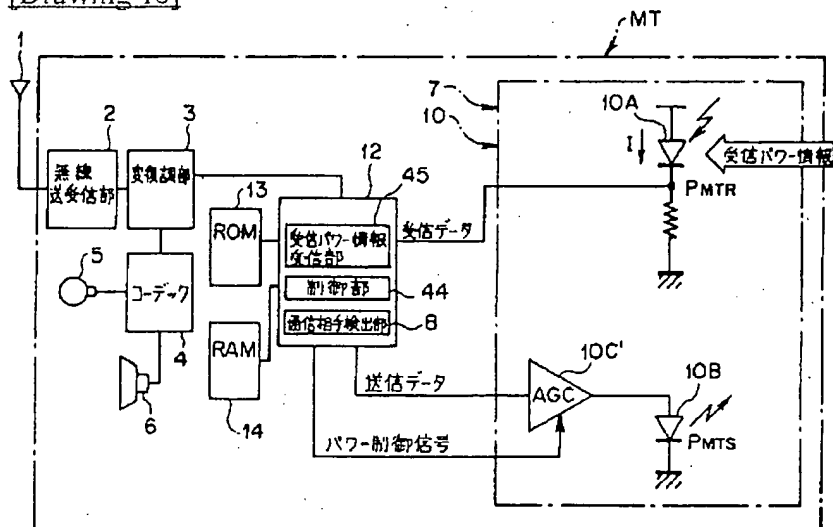 MT
1
2
3
7
10
10A
無線
送受信部
変復調部
12
45
I
受信パワー情報
PMTR
13
ROM
受信パワー情報
受信部
受信データ
5
コーデック
制御部
44
通信相手検出部
8
4
RAM
14
6
送信データ
10C'
AGC
10B
PMTS
パワー制御信号